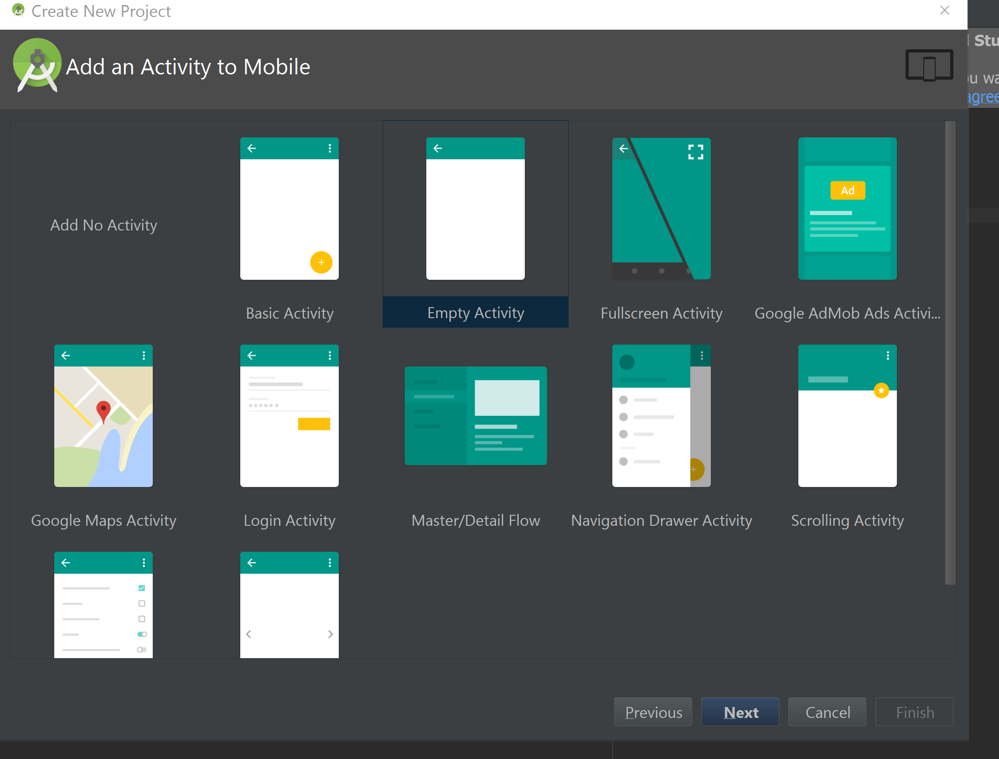 Create New Project
Add an Activity to Mobile
Stu
ou wa
agree
Ad
Add No Activity
Basic Activity
Empty Activity
Fullscreen Activity
Google AdMob Ads Activi...
Google Maps Activity
Login Activity
Master/Detail Flow
Navigation Drawer Activity
Scrolling Activity
Previous
Next
Cancel
Finish